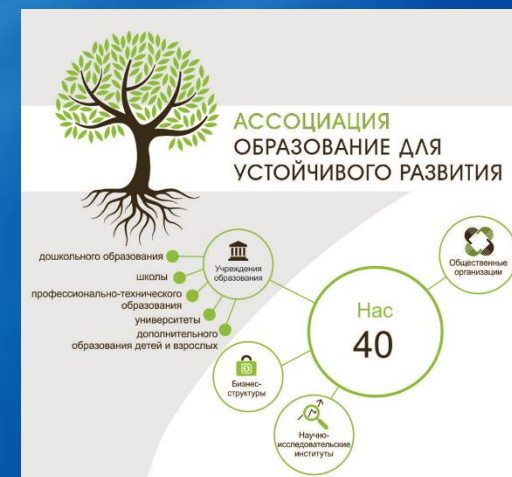 АССОЦИАЦИЯ
ОБРАЗОВАНИЕ ДЛЯ
УСТОЙЧИВОГО РАЗВИТИЯ
дошкольного образования
школы
профессионально-технического
образования
университеты
дополнительного
образования детей и взрослых
Учреждения
образования
Общественные
организации
Нас
40
Бизнес-
структуры
Научно-
исследовательские
институты